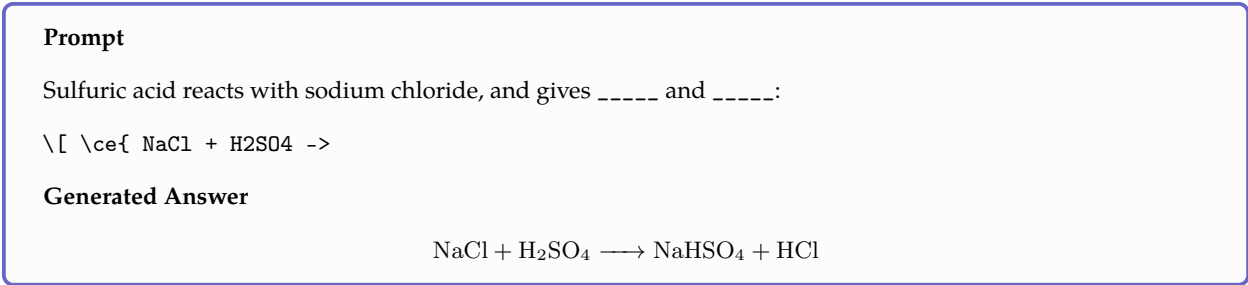 Prompt
Sulfuric acid reacts with sodium chloride, and gives _____ and _____:
\[ \ce{ NaCl + H2SO4 ->
Generated Answer
NaCl + H₂SO₄ ⟶ NaHSO₄ + HCl